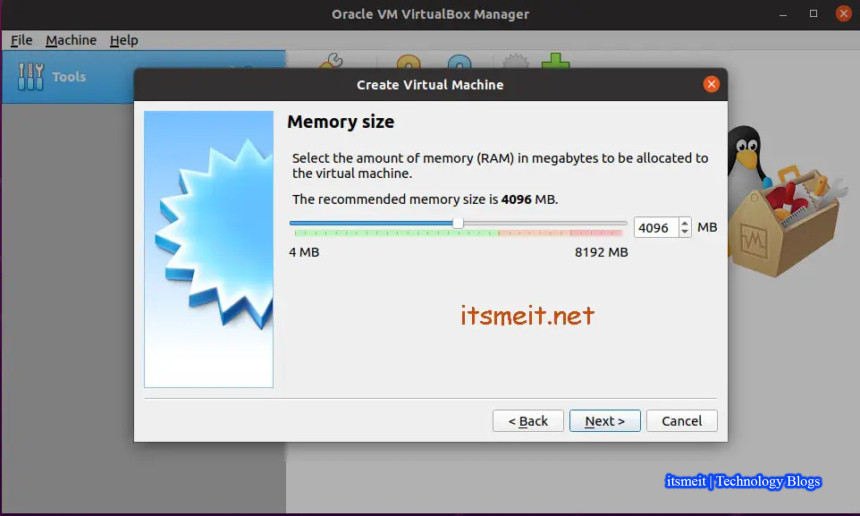 Oracle VM VirtualBox Manager
File Machine Help
Tools
Create Virtual Machine
Memory size
Select the amount of memory (RAM) in megabytes to be allocated to
the virtual machine.
The recommended memory size is 4096 MB.
4096 MB
4 MB 8192 MB
itsmeit.net
< Back Next > Cancel
itsmeit | Technology Blogs